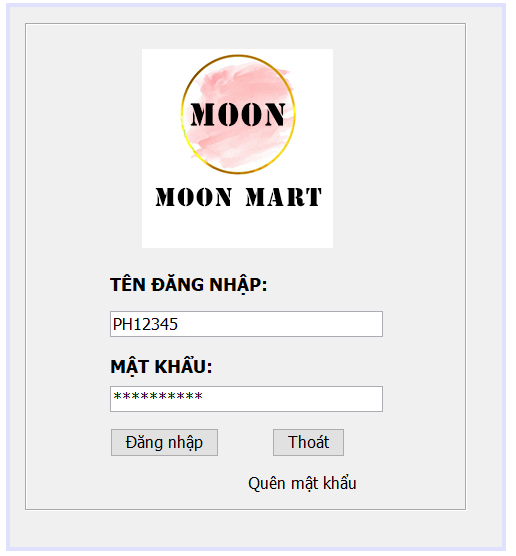 MOON
MOON MART
TÊN ĐĂNG NHẬP:
PH12345
MẬT KHẨU:
**********
Đăng nhập
Thoát
Quên mật khẩu